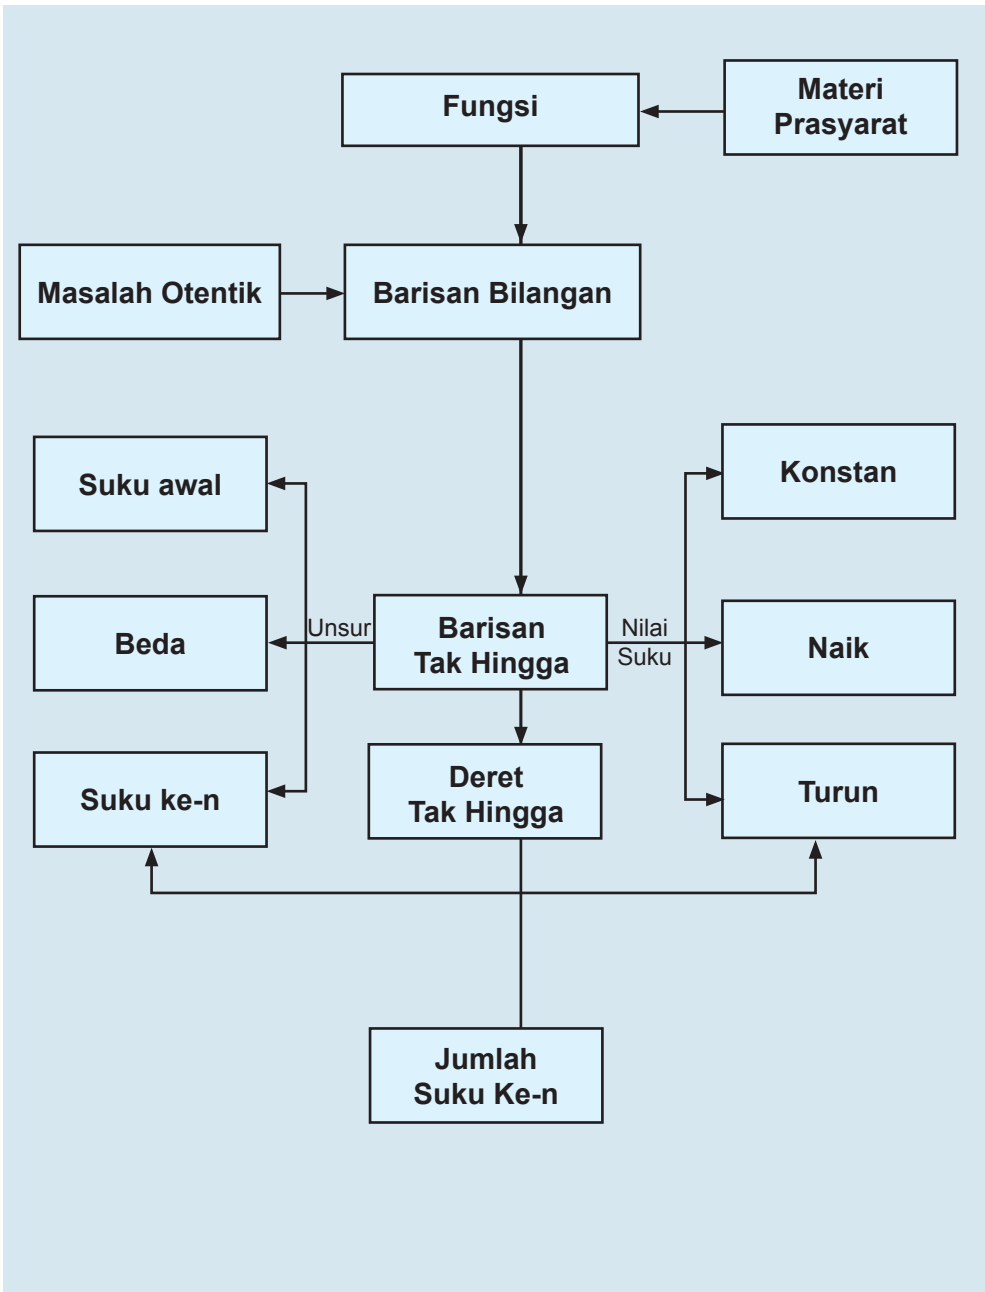 Fungsi
Materi
Prasyarat
Masalah Otentik
Barisan Bilangan
Suku awal
Konstan
Beda
Unsur
Barisan
Tak Hingga
Nilai
Suku
Naik
Suku ke-n
Deret
Tak Hingga
Turun
Jumlah
Suku Ke-n